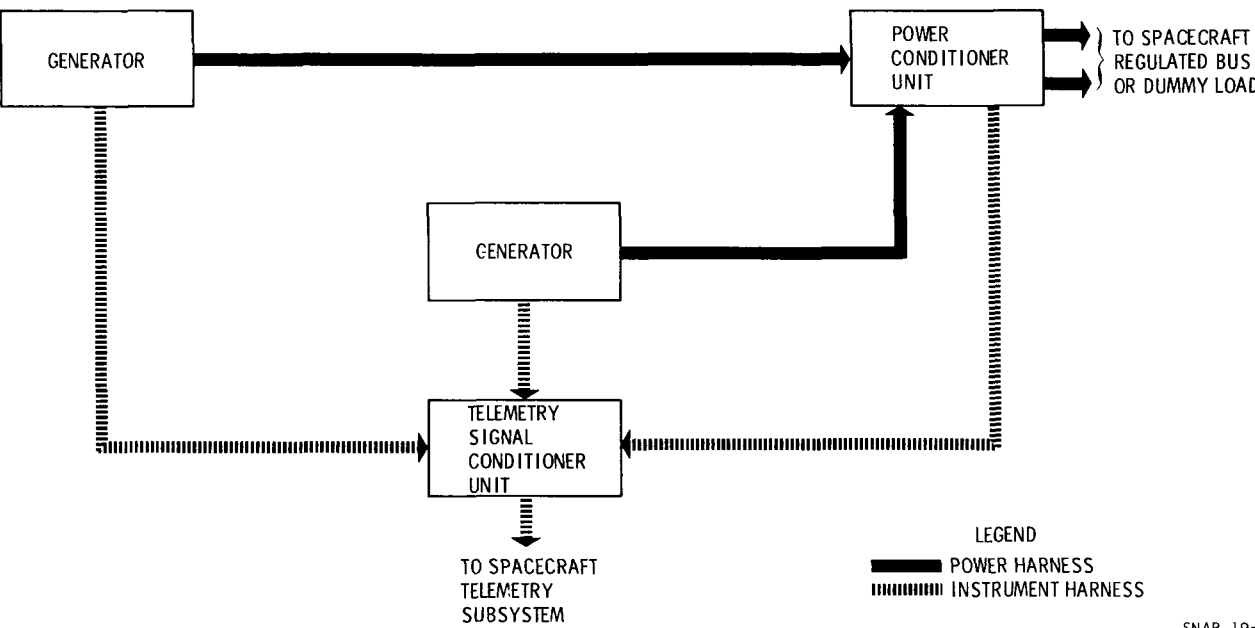 GENERATOR
POWER
CONDITIONER
UNIT
TO SPACECRAFT
REGULATED BUS
OR DUMMY LOAD
GENERATOR
TELEMETRY
SIGNAL
CONDITIONER
UNIT
TO SPACECRAFT
TELEMETRY
SUBSYSTEM
LEGEND
POWER HARNESS
INSTRUMENT HARNESS